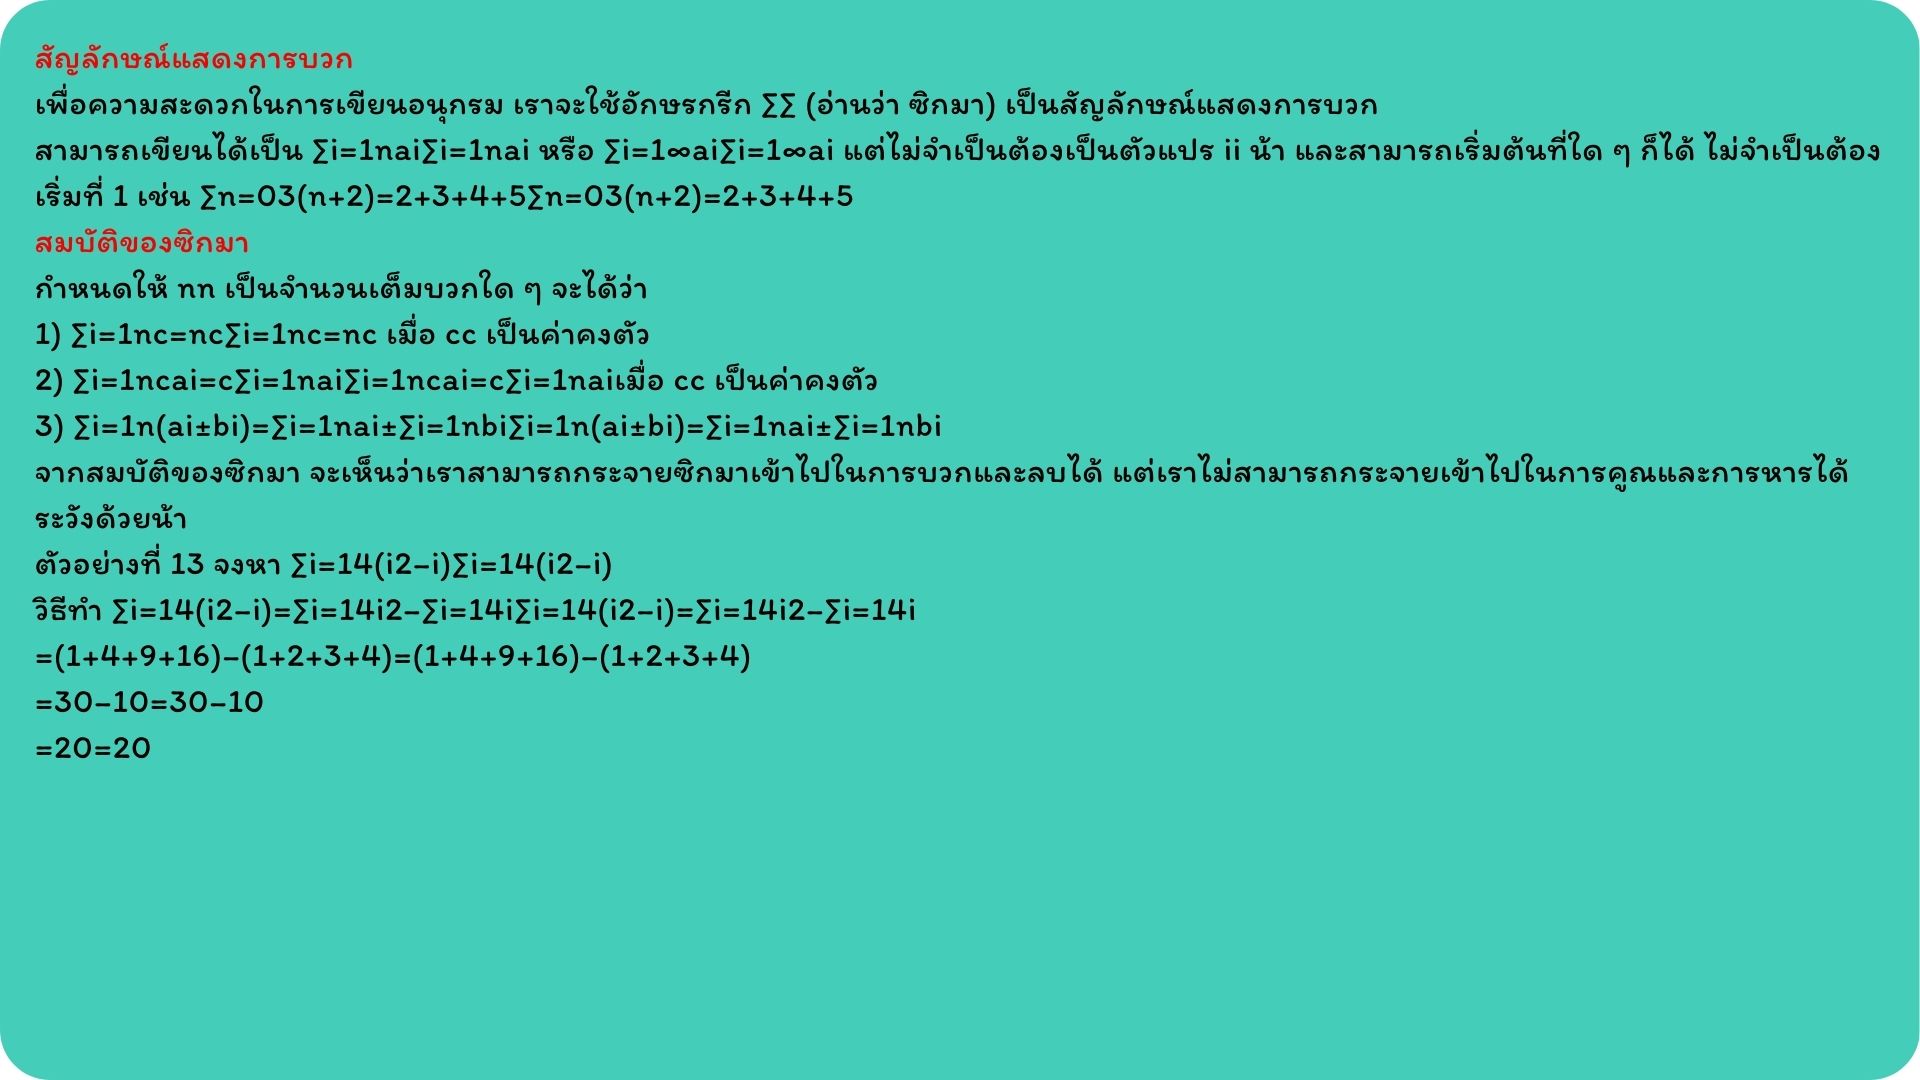 สัญลักษณ์แสดงการบวก
เพื่อความสะดวกในการเขียนอนุกรม เราจะใช้อักษรกรีก ∑∑ (อ่านว่า ซิกมา) เป็นสัญลักษณ์แสดงการบวก
สามารถเขียนได้เป็น ∑i=1nai∑i=1nai หรือ ∑i=1∞ai∑i=1∞ai แต่ไม่จำเป็นต้องเป็นตัวแปร ii น้า และสามารถเริ่มต้นที่ใด ๆ ก็ได้ ไม่จำเป็นต้อง
เริ่มที่ 1 เช่น ∑n=03(n+2)=2+3+4+5∑n=03(n+2)=2+3+4+5
สมบัติของซิกมา
กำหนดให้ nn เป็นจำนวนเต็มบวกใด ๆ จะได้ว่า
1) ∑i=1nc=nc∑i=1nc=nc เมื่อ cc เป็นค่าคงตัว
2) ∑i=1ncai=c∑i=1nai∑i=1ncai=c∑i=1naiเมื่อ cc เป็นค่าคงตัว
3) ∑i=1n(ai±bi)=∑i=1nai±∑i=1nbi∑i=1n(ai±bi)=∑i=1nai±∑i=1nbi
จากสมบัติของซิกมา จะเห็นว่าเราสามารถกระจายซิกมาเข้าไปในการบวกและลบได้ แต่เราไม่สามารถกระจายเข้าไปในการคูณและการหารได้
ระวังด้วยน้า
ตัวอย่างที่ 13 จงหา ∑i=14(i2−i)∑i=14(i2−i)
วิธีทำ ∑i=14(i2−i)=∑i=14i2−∑i=14i∑i=14(i2−i)=∑i=14i2−∑i=14i
=(1+4+9+16)−(1+2+3+4)=(1+4+9+16)−(1+2+3+4)
=30−10=30−10
=20=20